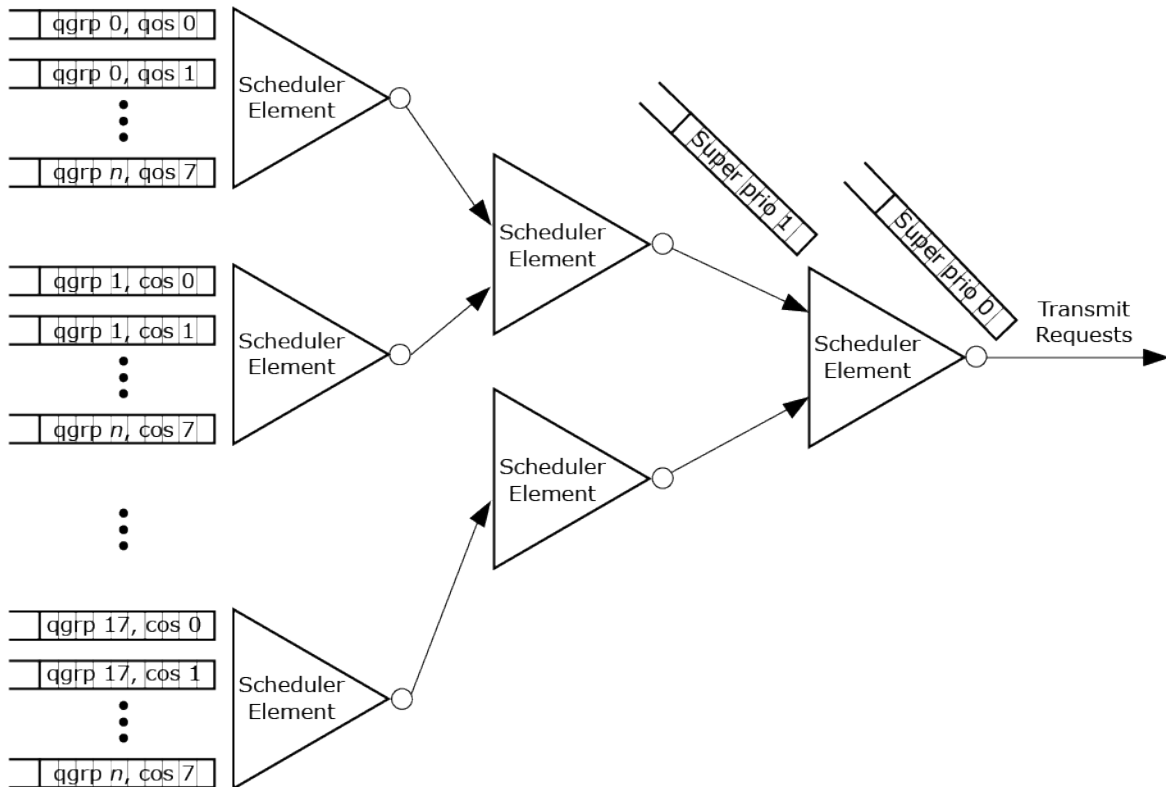 qgrp 0, qos 0
qgrp 0, qos 1
qgrp n, qos 7
Scheduler
Element
qgrp 1, cos 0
qgrp 1, cos 1
qgrp n, cos 7
Scheduler
Element
qgrp 17, cos 0
qgrp 17, cos 1
qgrp n, cos 7
Scheduler
Element
Scheduler
Element
Scheduler
Element
Super prio 1
Super prio 0
Scheduler
Element
Transmit
Requests